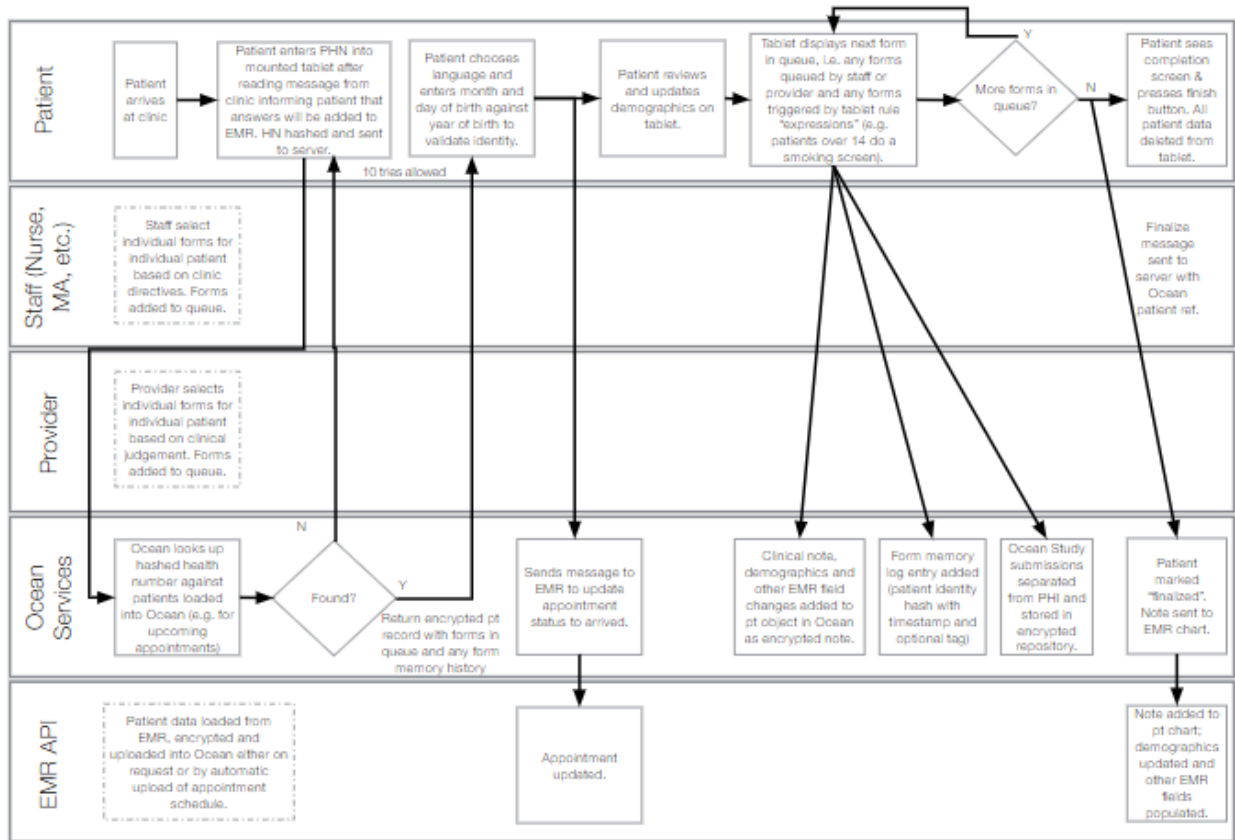 Patient
Patient
arrives
at clinic
Patient enters PHN into
mounted tablet after
reading message from
clinic informing patient that
answers will be added to
EMR. HN hashed and sent
to server.
Patient chooses
language and
enters month and
day of birth against
year of birth to
validate identity.
10 tries allowed
Patient reviews
and updates
demographics on
tablet.
Tablet displays next form
in queue, i.e. any forms
queued by staff or
provider and any forms
triggered by tablet rule
“expressions” (e.g.
patients over 14 do a
smoking screen).
Y
More forms in
queue?
N
Patient sees
completion
screen &
presses finish
button. All
patient data
deleted from
tablet.
Staff (Nurse,
MA, etc.)
Staff select
individual forms for
individual patient
based on clinic
directives. Forms
added to queue.
Finalize
message
sent to
server with
Ocean
patient ref.
Provider
Provider selects
individual forms for
individual patient
based on clinical
judgement. Forms
added to queue.
Ocean
Services
Ocean looks up
hashed health
number against
patients loaded
into Ocean (e.g. for
upcoming
appointments)
N
Found?
Y
Return encrypted pt
record with forms in
queue and any form
memory history
Sends message to
EMR to update
appointment
status to arrived.
Clinical note,
demographics and
other EMR field
changes added to
pt object in Ocean
as encrypted note.
Form memory
log entry added
(patient identity
hash with
timestamp and
optional tag)
Ocean Study
submissions
separated
from PHI and
stored in
encrypted
repository.
Patient
marked
“finalized”.
Note sent to
EMR chart.
EMR API
Patient data loaded from
EMR, encrypted and
uploaded into Ocean either on
request or by automatic
upload of appointment
schedule.
Appointment
updated.
Note added to
pt chart;
demographics
updated and
other EMR
fields
populated.